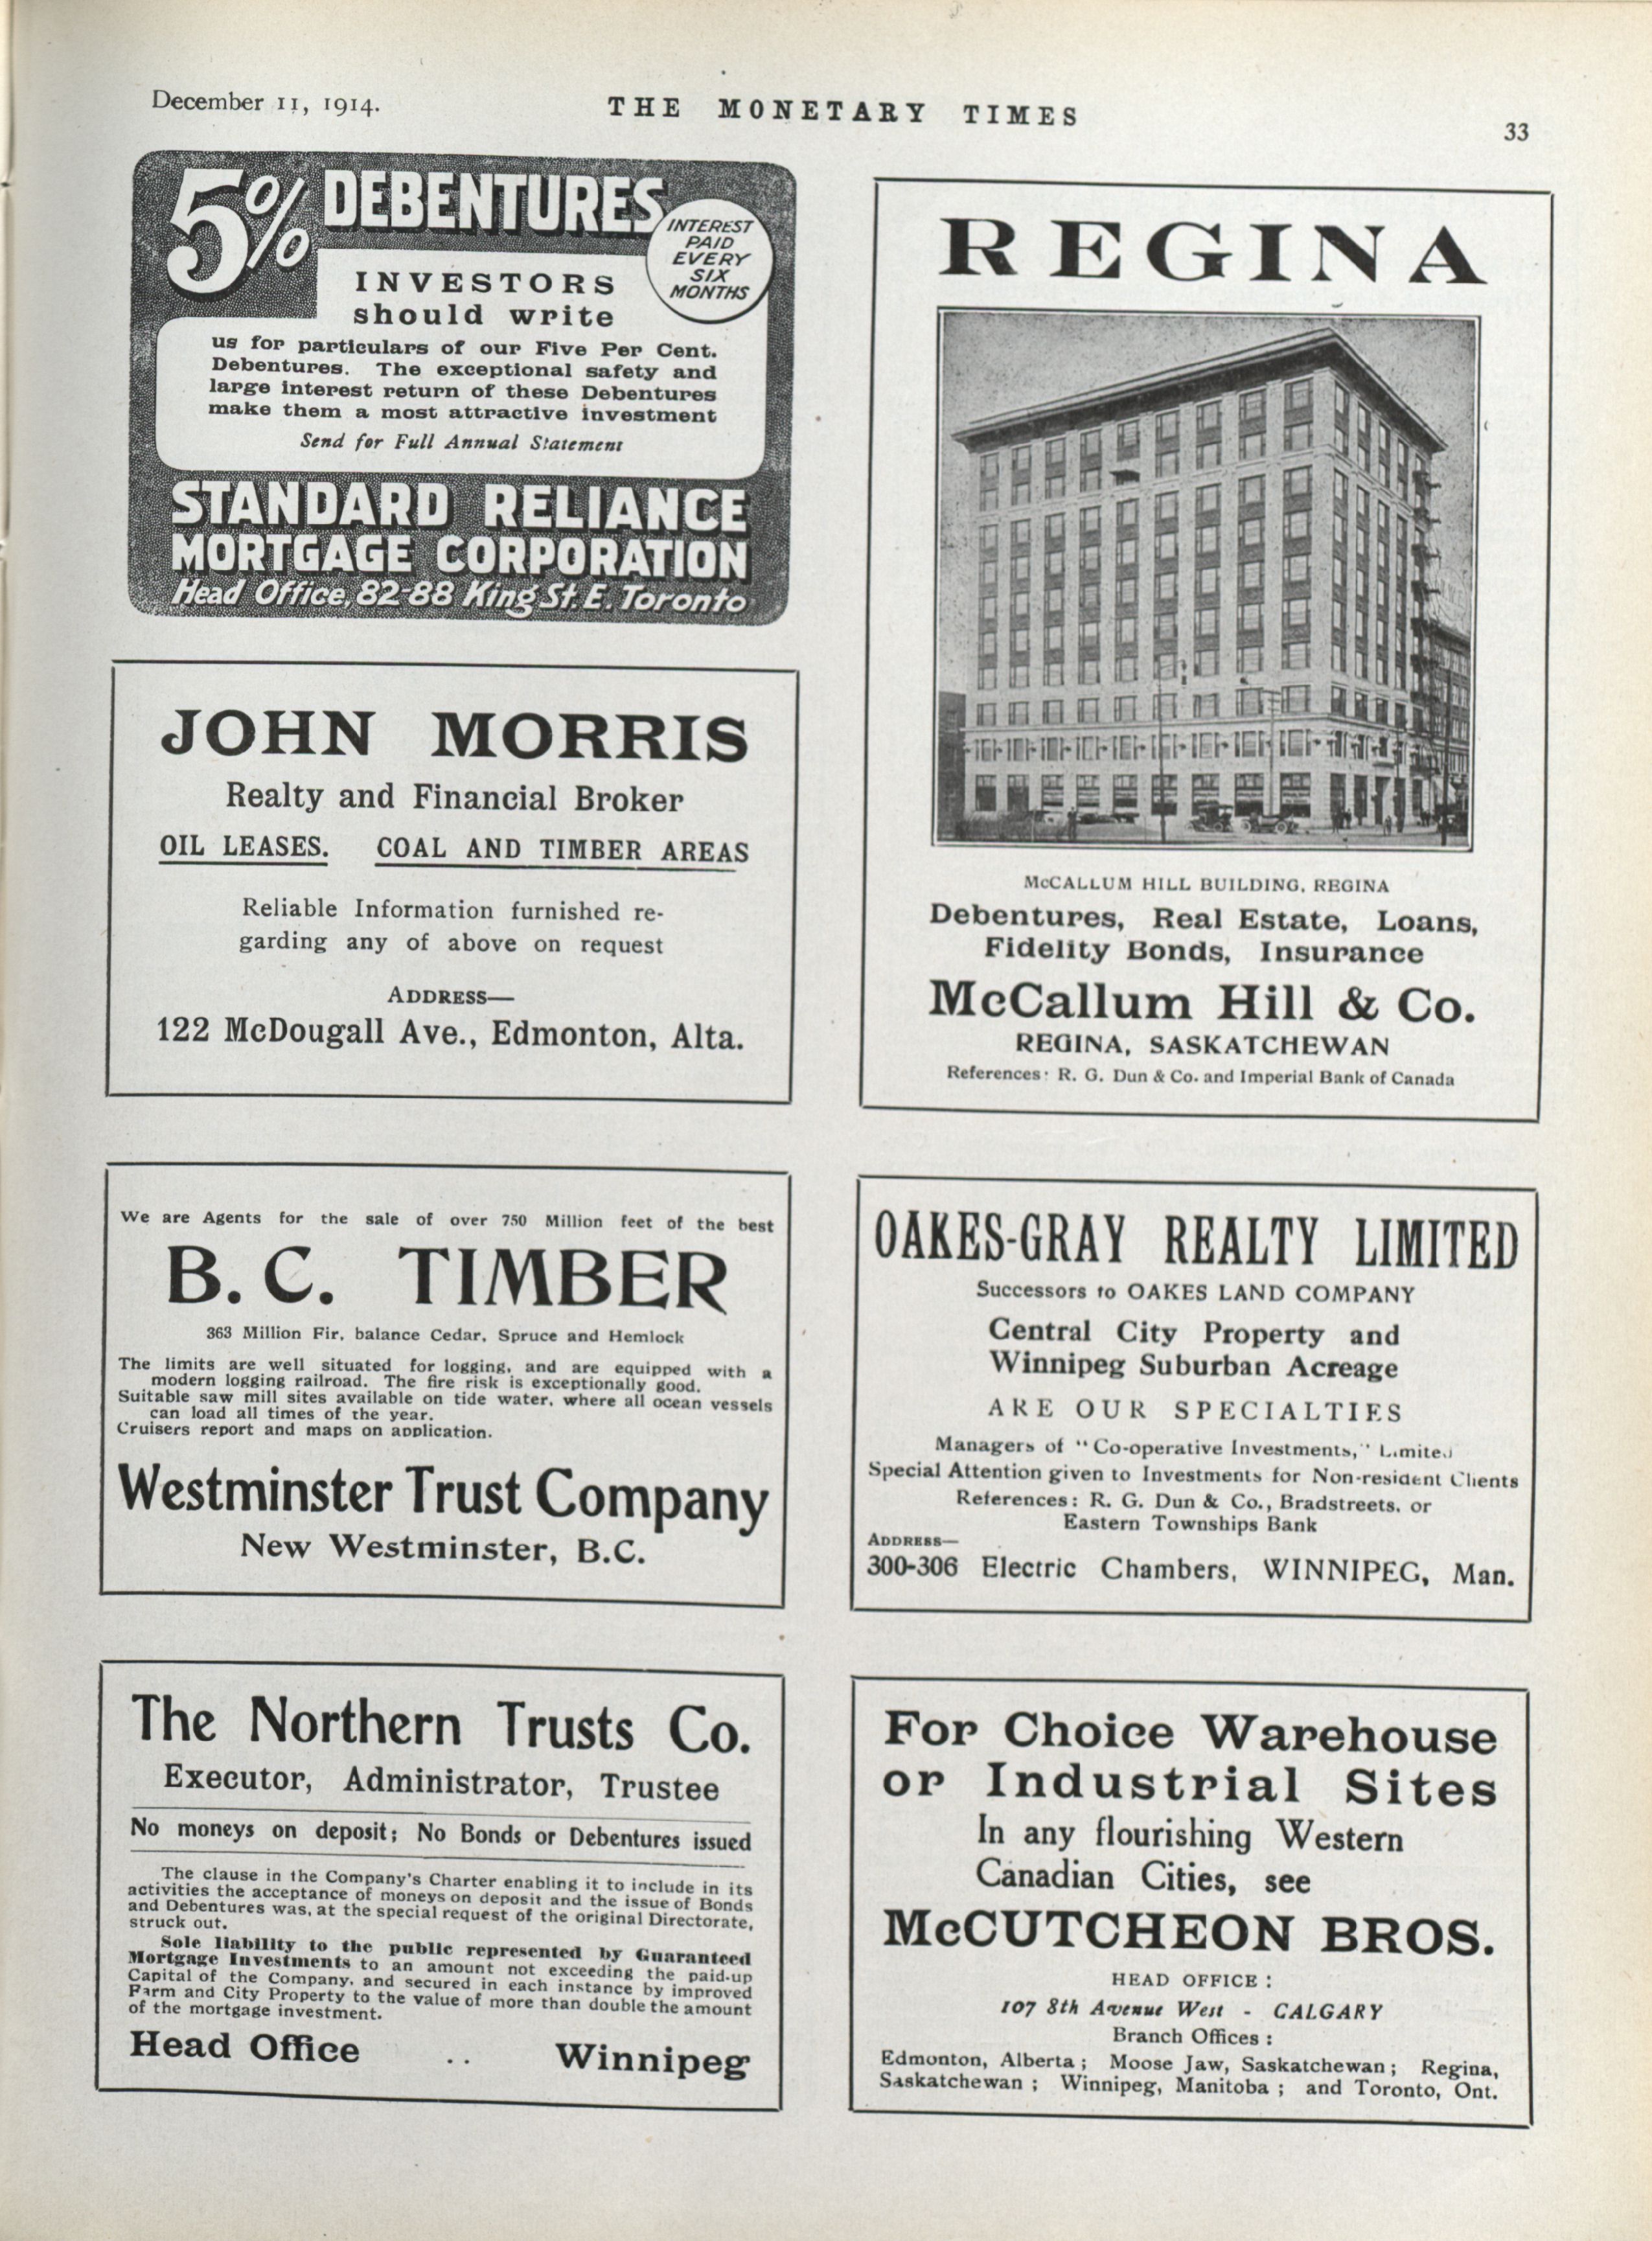 December 11, 1914.
THE MONETARY TIMES
33
5% DEBENTURES
INTEREST
PAID
EVERY
SIX
MONTHS
INVESTORS
should write
us for particulars of our Five Per Cent.
Debentures. The exceptional safety and
large interest return of these Debentures
make them a most attractive investment
Send for Full Annual Statement
STANDARD RELIANCE
MORTGAGE CORPORATION
Head Office, 82-88 King St. E. Toronto
JOHN MORRIS
Realty and Financial Broker
OIL LEASES. COAL AND TIMBER AREAS
Reliable Information furnished re-
garding any of above on request
ADDRESS—
122 McDougall Ave., Edmonton, Alta.
We are Agents for the sale of over 750 Million feet of the best
B. C. TIMBER
363 Million Fir, balance Cedar, Spruce and Hemlock
The limits are well situated for logging, and are equipped with a
modern logging railroad. The fire risk is exceptionally good.
Suitable saw mill sites available on tide water, where all ocean vessels
can load all times of the year.
Cruisers report and maps on application.
Westminster Trust Company
New Westminster, B.C.
The Northern Trusts Co.
Executor, Administrator, Trustee
No moneys on deposit; No Bonds or Debentures issued
The clause in the Company's Charter enabling it to include in its
activities the acceptance of moneys on deposit and the issue of Bonds
and Debentures was, at the special request of the original Directorate,
struck out.
Sole liability to the public represented by Guaranteed
Mortgage Investments to an amount not exceeding the paid-up
Capital of the Company, and secured in each instance by improved
Farm and City Property to the value of more than double the amount
of the mortgage investment.
Head Office .. Winnipeg
REGINA
McCALLUM HILL BUILDING, REGINA
Debentures, Real Estate, Loans,
Fidelity Bonds, Insurance
McCallum Hill & Co.
REGINA, SASKATCHEWAN
References: R. G. Dun & Co. and Imperial Bank of Canada
OAKES-GRAY REALTY LIMITED
Successors to OAKES LAND COMPANY
Central City Property and
Winnipeg Suburban Acreage
ARE OUR SPECIALTIES
Managers of "Co-operative Investments," Limited
Special Attention given to Investments for Non-resident Clients
References: R. G. Dun & Co., Bradstreets, or
Eastern Townships Bank
ADDRESS—
300-306 Electric Chambers, WINNIPEG, Man.
For Choice Warehouse
or Industrial Sites
In any flourishing Western
Canadian Cities, see
McCUTCHEON BROS.
HEAD OFFICE :
107 8th Avenue West - CALGARY
Branch Offices :
Edmonton, Alberta ; Moose Jaw, Saskatchewan ; Regina,
Saskatchewan ; Winnipeg, Manitoba ; and Toronto, Ont.